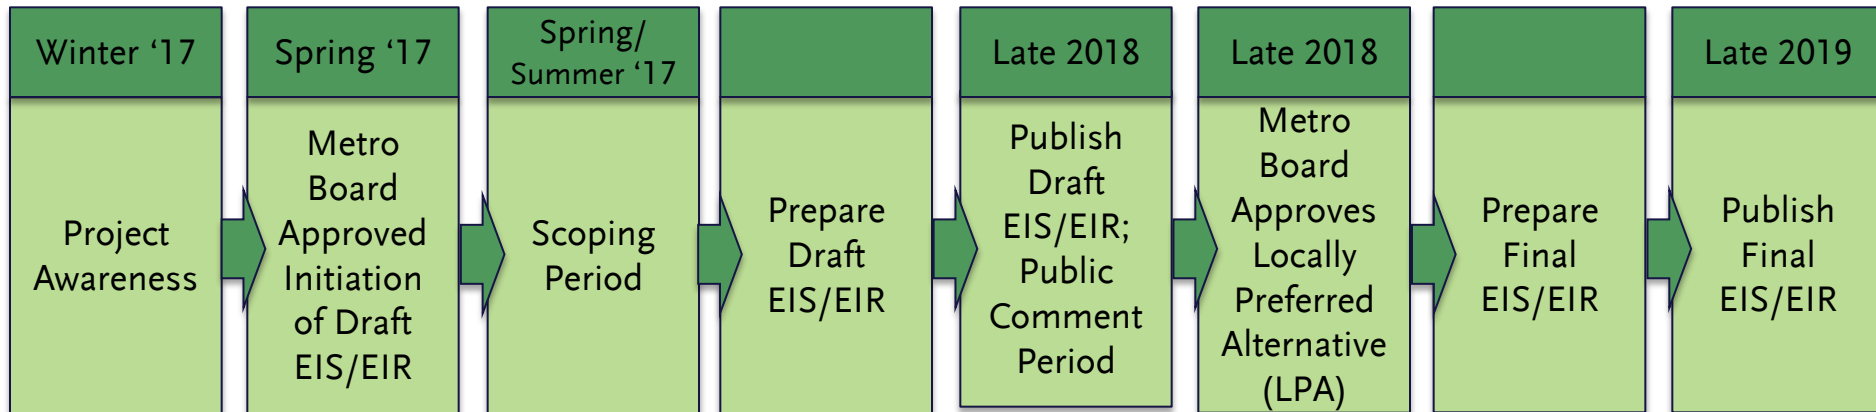 Winter ‘17
Project
Awareness
Spring ‘17
Metro
Board
Approved
Initiation
of Draft
EIS/EIR
Spring/
Summer ‘17
Scoping
Period
Prepare
Draft
EIS/EIR
Late 2018
Publish
Draft
EIS/EIR;
Public
Comment
Period
Late 2018
Metro
Board
Approves
Locally
Preferred
Alternative
(LPA)
Prepare
Final
EIS/EIR
Late 2019
Publish
Final
EIS/EIR